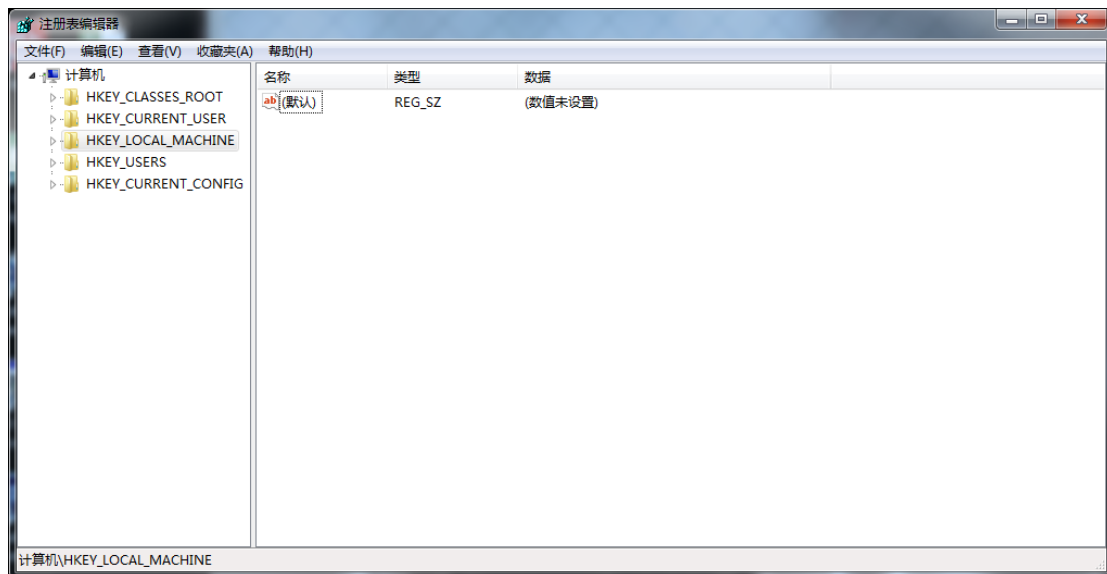 注册表编辑器
文件(F) 编辑(E) 查看(V) 收藏夹(A) 帮助(H)
计算机
HKEY_CLASSES_ROOT
HKEY_CURRENT_USER
HKEY_LOCAL_MACHINE
HKEY_USERS
HKEY_CURRENT_CONFIG
名称 类型 数据
ab (默认) REG_SZ (数值未设置)
计算机\HKEY_LOCAL_MACHINE